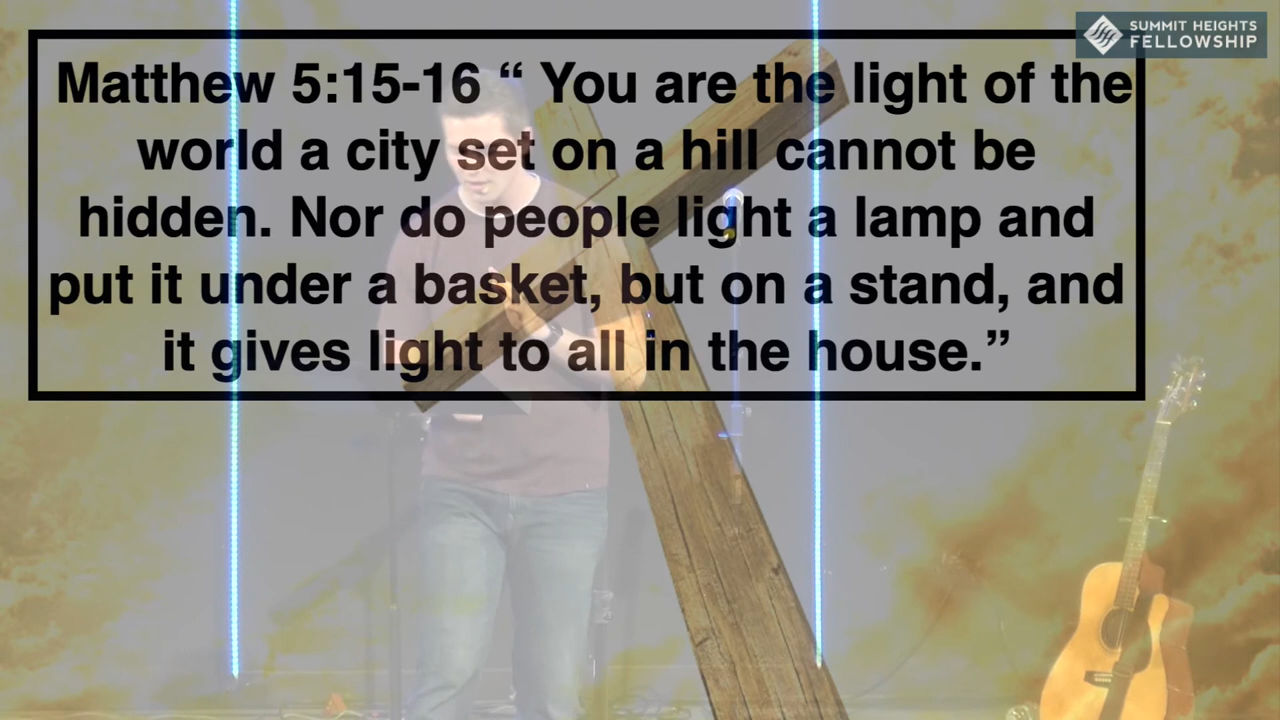 SUMMIT HEIGHTS
FELLOWSHIP
Matthew 5:15-16 “ You are the light of the
world a city set on a hill cannot be
hidden. Nor do people light a lamp and
put it under a basket, but on a stand, and
it gives light to all in the house.”